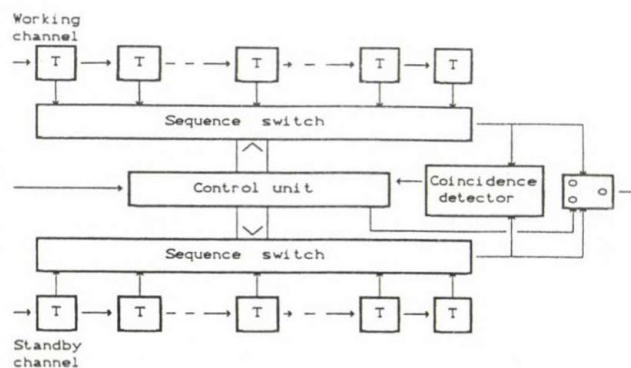 Working
channel
T T T T T
Sequence switch
Control unit
Coincidence
detector
Sequence switch
T T T T T
Standby
channel